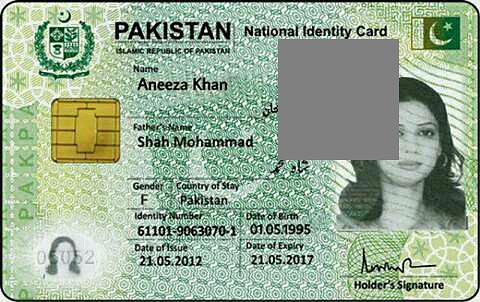 PAKISTAN National Identity Card
ISLAMIC REPUBLIC OF PAKISTAN
Name
Aneeza Khan
Father's Name
Shah Mohammad
شاہ محمد
Gender Country of Stay
F Pakistan
Identity Number Date of Birth
61101-9063070-1 01.05.1995
Date of Issue Date of Expiry
21.05.2012 21.05.2017
Holder's Signature